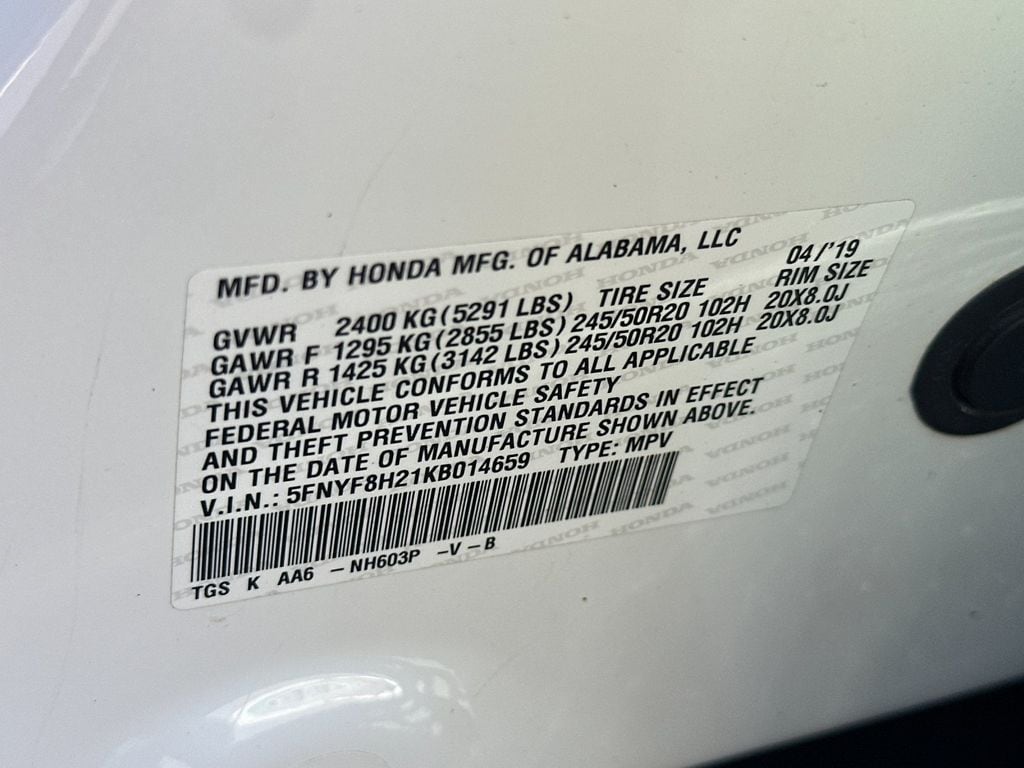 MFD. BY HONDA MFG. OF ALABAMA, LLC 04/'19
GVWR 2400 KG (5291 LBS) TIRE SIZE RIM SIZE
GAWR F 1295 KG (2855 LBS) 245/50R20 102H 20X8.0J
GAWR R 1425 KG (3142 LBS) 245/50R20 102H 20X8.0J
THIS VEHICLE CONFORMS TO ALL APPLICABLE
FEDERAL MOTOR VEHICLE SAFETY
AND THEFT PREVENTION STANDARDS IN EFFECT
ON THE DATE OF MANUFACTURE SHOWN ABOVE.
V.I.N.: 5FNYF8H21KB014659 TYPE: MPV
TGS K AA6 – NH603P –V – B